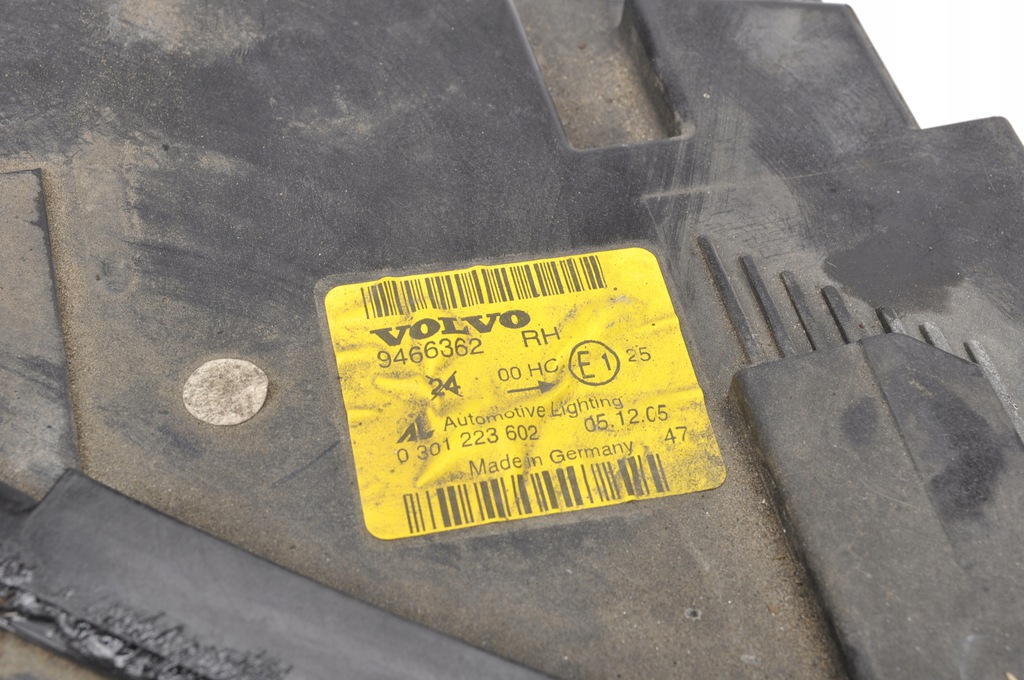 VOLVO
9466362 RH
24 00 HC E1 25
AL Automotive Lighting
0 301 223 602 05.12.05
Made in Germany 47